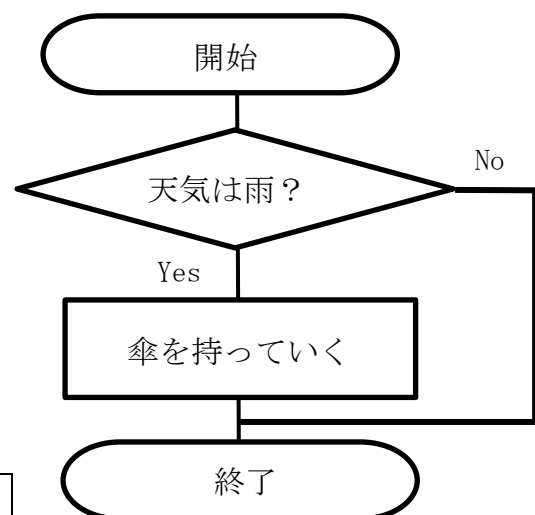 開始
天気は雨？
No
Yes
傘を持っていく
終了